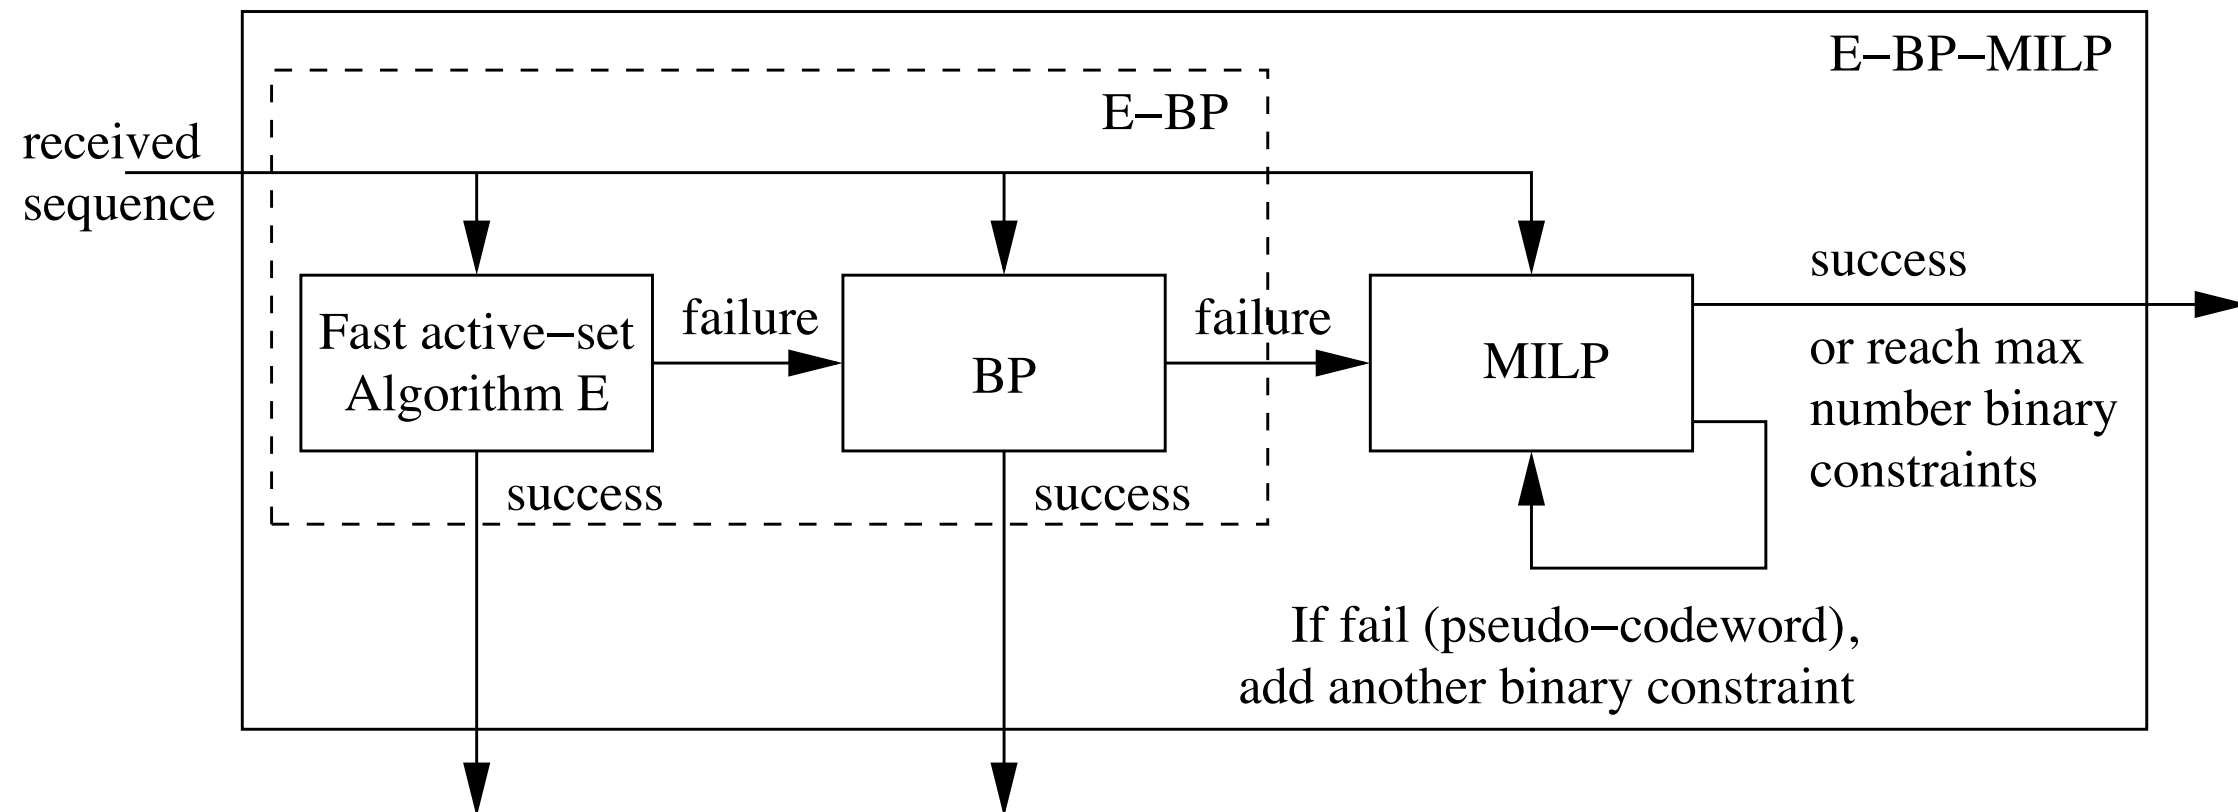 E−BP−MILP
E−BP
received
sequence
Fast active−set
Algorithm E
failure
BP
failure
MILP
success
or reach max
number binary
constraints
success
success
If fail (pseudo−codeword),
add another binary constraint